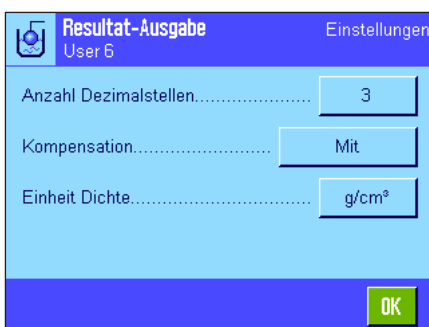 Resultat-Ausgabe Einstellungen
User 6
Anzahl Dezimalstellen..................... 3
Kompensation......................... Mit
Einheit Dichte................................ g/cm³
OK